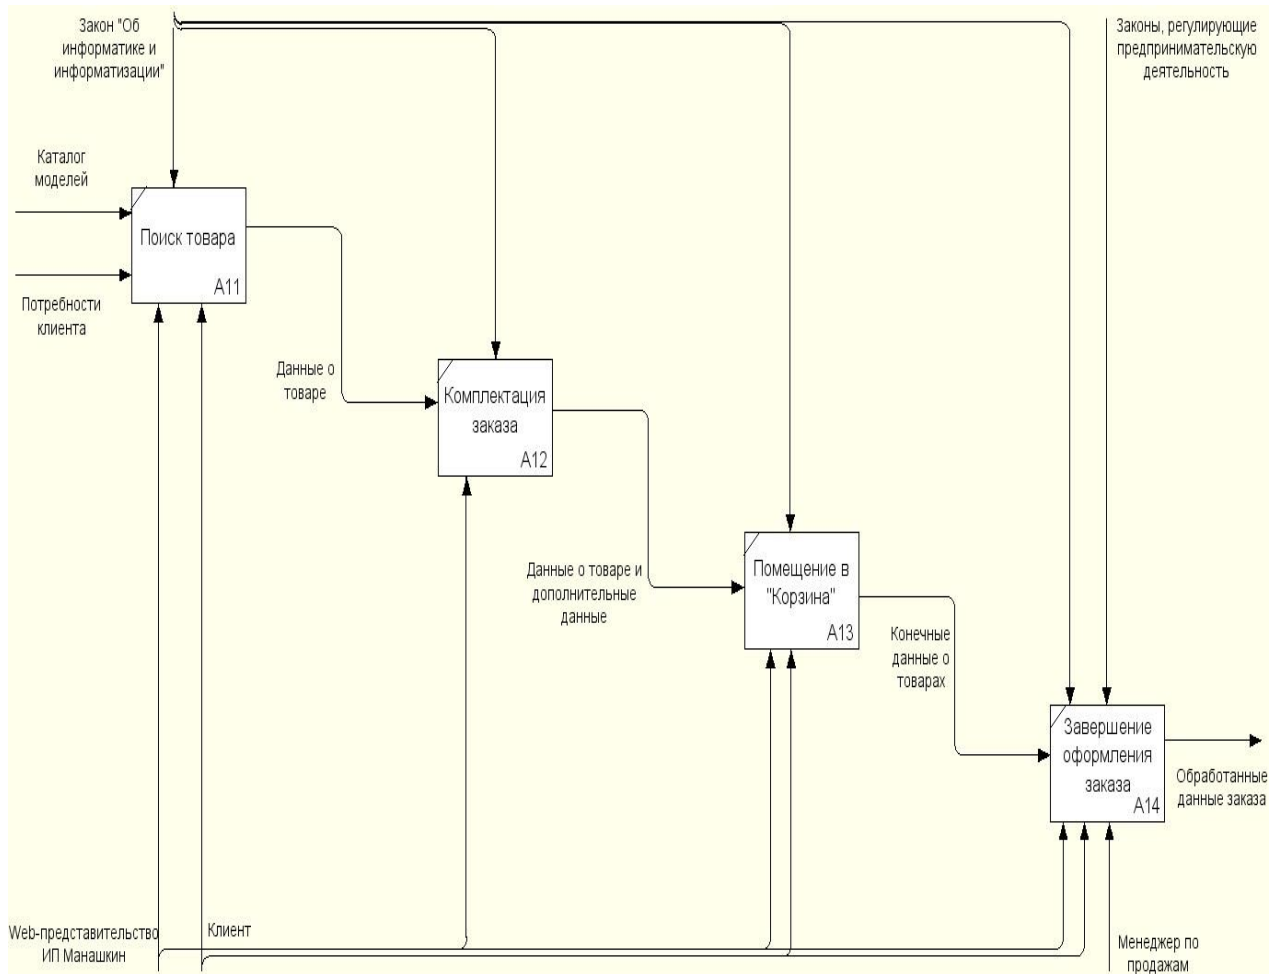 Закон "Об
информатике и
информатизации"
Законы, регулирующие
предпринимательскую
деятельность
Каталог
моделей
Поиск товара
A11
Потребности
клиента
Данные о
товаре
Комплектация
заказа
A12
Данные о товаре и
дополнительные
данные
Помещение в
"Корзина"
A13
Конечные
данные о
товарах
Завершение
оформления
заказа
A14
Обработанные
данные заказа
Web-представительство
ИП Манашкин
Клиент
Менеджер по
продажам